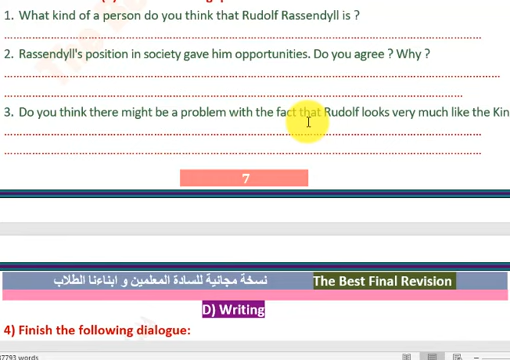 1. What kind of a person do you think that Rudolf Rassendyll is ?
2. Rassendyll's position in society gave him opportunities. Do you agree ? Why ?
3. Do you think there might be a problem with the fact that Rudolf looks very much like the Kin
7
نسخة مجانية للسادة المعلمين و ابناءنا الطلاب The Best Final Revision
D) Writing
4) Finish the following dialogue:
37793 words